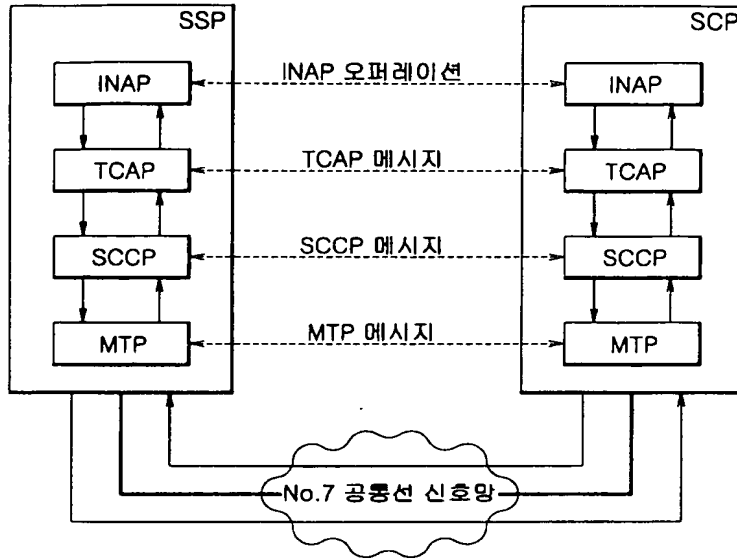 SSP
SCP
INAP
INAP 오퍼레이션
INAP
TCAP
TCAP 메시지
TCAP
SCCP
SCCP 메시지
SCCP
MTP
MTP 메시지
MTP
No.7 공통선 신호망